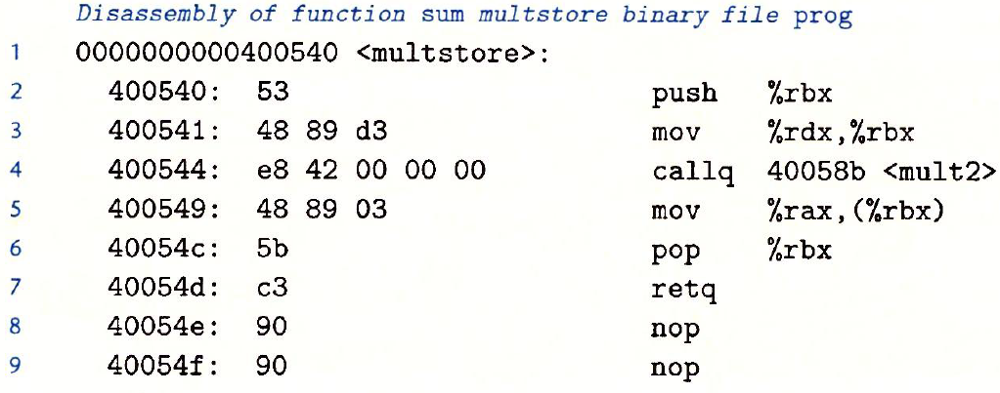 Disassembly of function sum multstore binary file prog
1 0000000000400540 <multstore>:
2 400540: 53 push %rbx
3 400541: 48 89 d3 mov %rdx,%rbx
4 400544: e8 42 00 00 00 callq 40058b <mult2>
5 400549: 48 89 03 mov %rax,(%rbx)
6 40054c: 5b pop %rbx
7 40054d: c3 retq
8 40054e: 90 nop
9 40054f: 90 nop